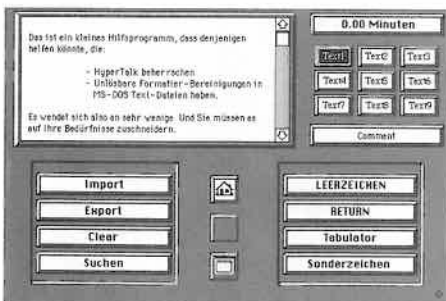 Das ist ein kleines Hilfsprogramm, dass denjenigen
helfen könnte, die:
- HyperTalk beherrschen
- Unlösbare Formatier-Bereinigungen in
MS-DOS Text-Dateien haben.
Es wendet sich also an sehr wenige. Und Sie müssen es
auf Ihre Bedürfnisse zuschneidern.
0.00 Minuten
Text1 Text2 Text3
Text4 Text5 Text6
Text7 Text8 Text9
Comment
Import
Export
Clear
Suchen
LEERZEICHEN
RETURN
Tabulator
Sonderzeichen